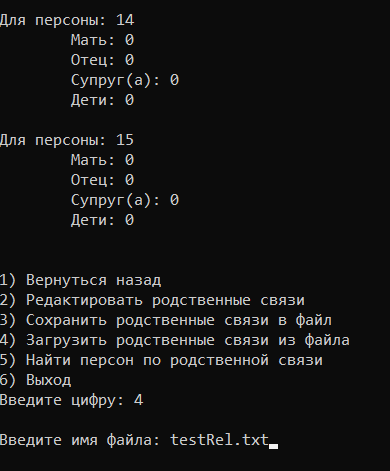 Для персоны: 14
Мать: 0
Отец: 0
Супруг(а): 0
Дети: 0
Для персоны: 15
Мать: 0
Отец: 0
Супруг(а): 0
Дети: 0
1) Вернуться назад
2) Редактировать родственные связи
3) Сохранить родственные связи в файл
4) Загрузить родственные связи из файла
5) Найти персон по родственной связи
6) Выход
Введите цифру: 4
Введите имя файла: testRel.txt